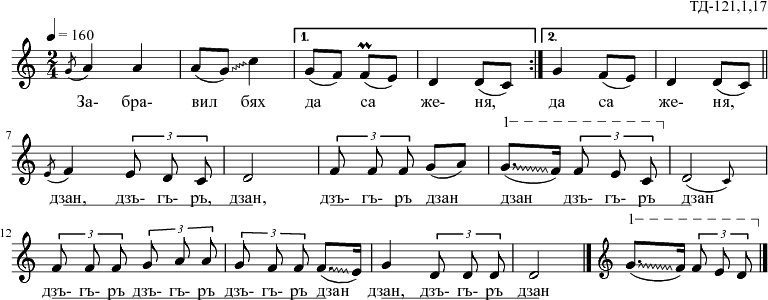 ТД-121,1,17
= 160
2 4 1. 2.
За- бра- вил бях да са же- ня, да са же- ня,
7 3 3 1 3
дзан, дзъ- гъ- ръ, дзан, дзъ- гъ- ръ дзан дзан дзъ- гъ- ръ дзан
12 3 3 3 3 1 3
дзъ- гъ- ръ дзъ- гъ- ръ дзъ- гъ- ръ дзан дзан, дзъ- гъ- ръ дзан